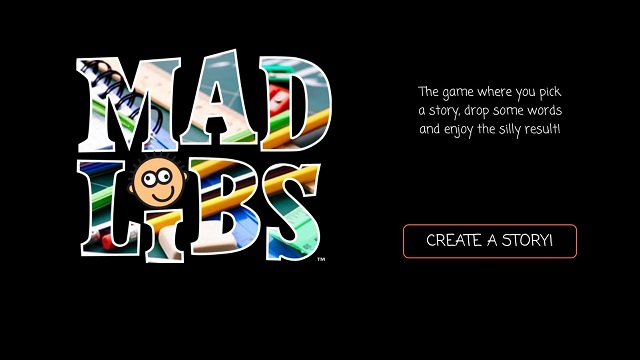 MAD
LIBS™
The game where you pick
a story, drop some words
and enjoy the silly result!
CREATE A STORY!